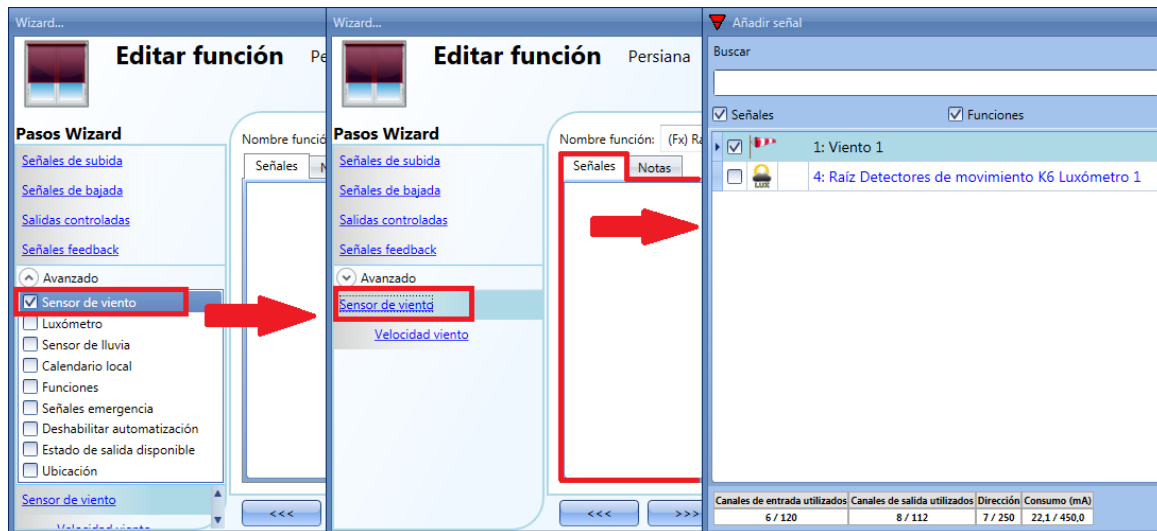 Wizard...
Editar función Pe
Pasos Wizard
Señales de subida
Señales de bajada
Salidas controladas
Señales feedback
Avanzado
Sensor de viento
Luxómetro
Sensor de lluvia
Calendario local
Funciones
Señales emergencia
Deshabilitar automatización
Estado de salida disponible
Ubicación
Sensor de viento
Velocidad viento
Nombre funció
Señales N
<<<
Wizard...
Editar función Persiana
Pasos Wizard
Señales de subida
Señales de bajada
Salidas controladas
Señales feedback
Avanzado
Sensor de viento
Velocidad viento
Nombre función: (Fx) Ra
Señales Notas
<<< >>>
Añadir señal
Buscar
Señales Funciones
1: Viento 1
LUX 4: Raíz Detectores de movimiento K6 Luxómetro 1
Canales de entrada utilizados Canales de salida utilizados Dirección Consumo (mA)
6 / 120 8 / 112 7 / 250 22,1 / 450,0